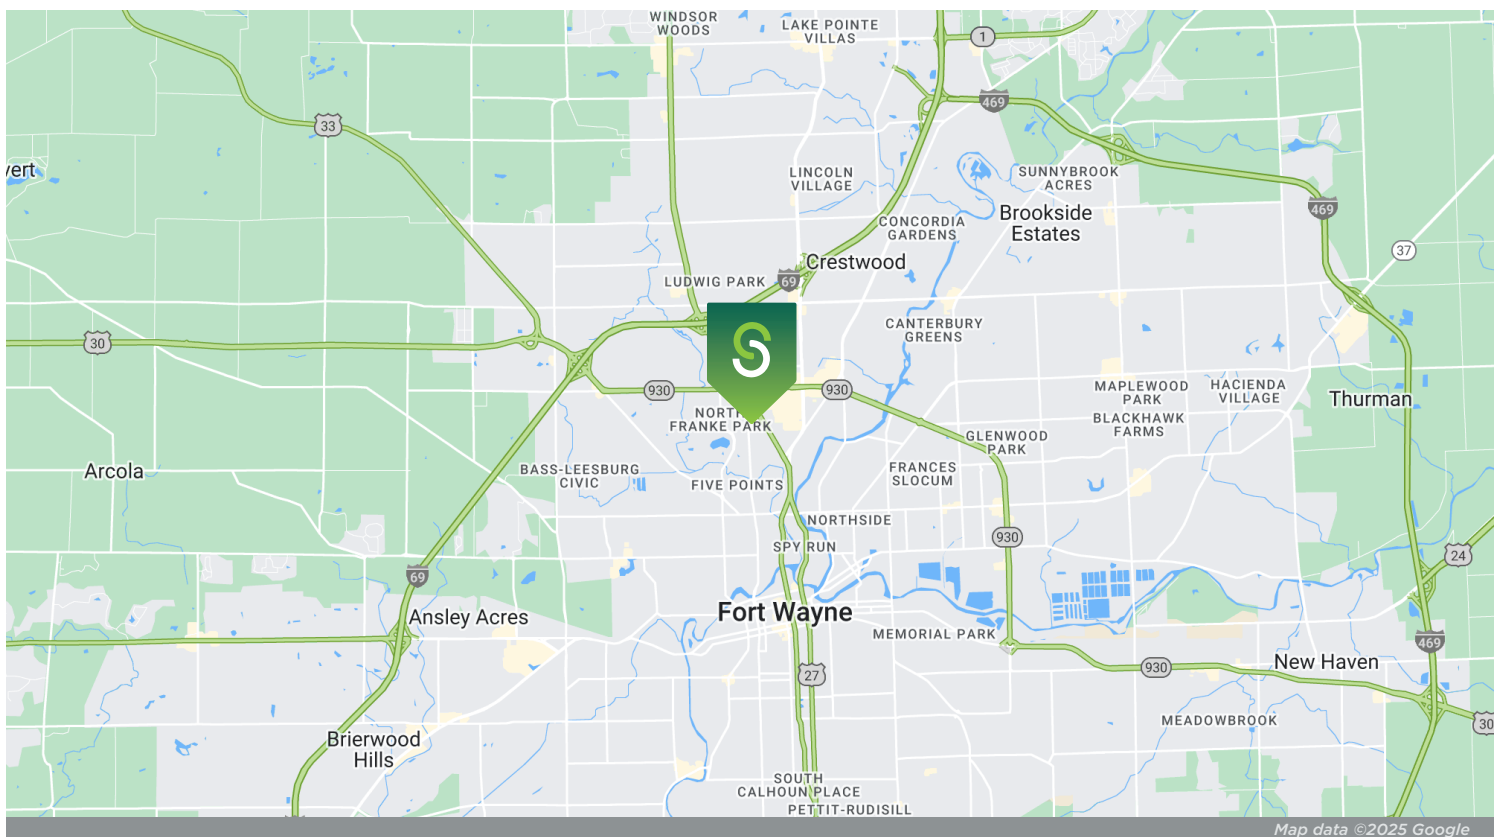 WINDSOR
WOODS
LAKE POINTE
VILLAS
1
469
33
vert
LINCOLN
VILLAGE
SUNNYBROOK
ACRES
469
Brookside
Estates
CONCORDIA
GARDENS
37
Crestwood
LUDWIG PARK
69
CANTERBURY
GREENS
30
S
930
930
MAPLEWOOD
PARK
HACIENDA
VILLAGE
Thurman
NORTH
FRANKE PARK
BLACKHAWK
FARMS
GLENWOOD
PARK
Arcola
BASS-LEESBURG
CIVIC
FRANCES
SLOCUM
FIVE POINTS
NORTHSIDE
930
SPY RUN
24
69
Fort Wayne
Ansley Acres
MEMORIAL PARK
469
New Haven
930
27
MEADOWBROOK
30
Brierwood
Hills
SOUTH
CALHOUN PLACE
PETTIT-RUDISILL
Map data ©2025 Google